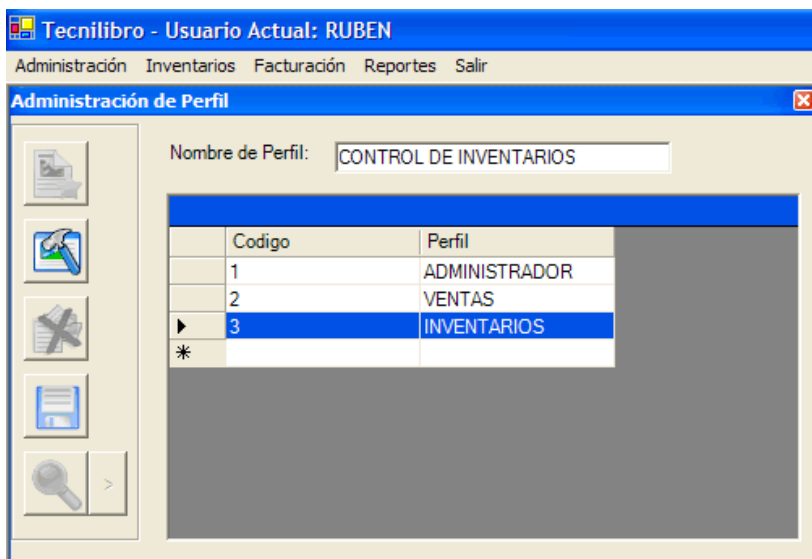 Tecnilibro - Usuario Actual: RUBEN
Administración Inventarios Facturación Reportes Salir
Administración de Perfil
Nombre de Perfil: CONTROL DE INVENTARIOS
Codigo Perfil
1 ADMINISTRADOR
2 VENTAS
3 INVENTARIOS
*
>